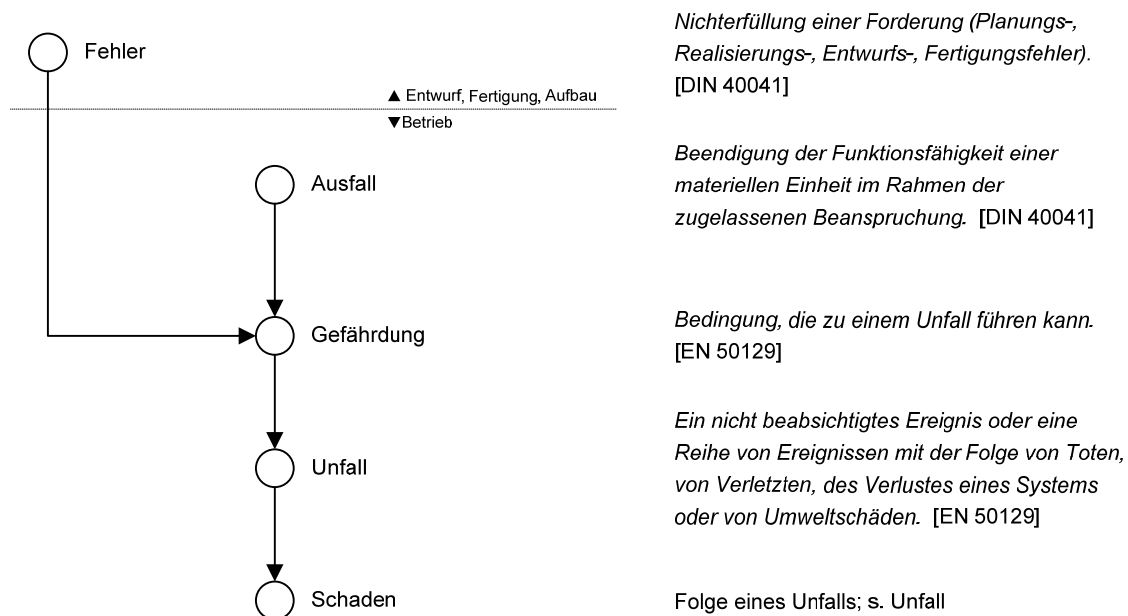 Fehler
Nichterfüllung einer Forderung (Planungs-,
Realisierungs-, Entwurfs-, Fertigungsfehler).
[DIN 40041]
▲ Entwurf, Fertigung, Aufbau
▼Betrieb
Ausfall
Beendigung der Funktionsfähigkeit einer
materiellen Einheit im Rahmen der
zugelassenen Beanspruchung. [DIN 40041]
Gefährdung
Bedingung, die zu einem Unfall führen kann.
[EN 50129]
Unfall
Ein nicht beabsichtigtes Ereignis oder eine
Reihe von Ereignissen mit der Folge von Toten,
von Verletzten, des Verlustes eines Systems
oder von Umweltschäden. [EN 50129]
Schaden
Folge eines Unfalls; s. Unfall